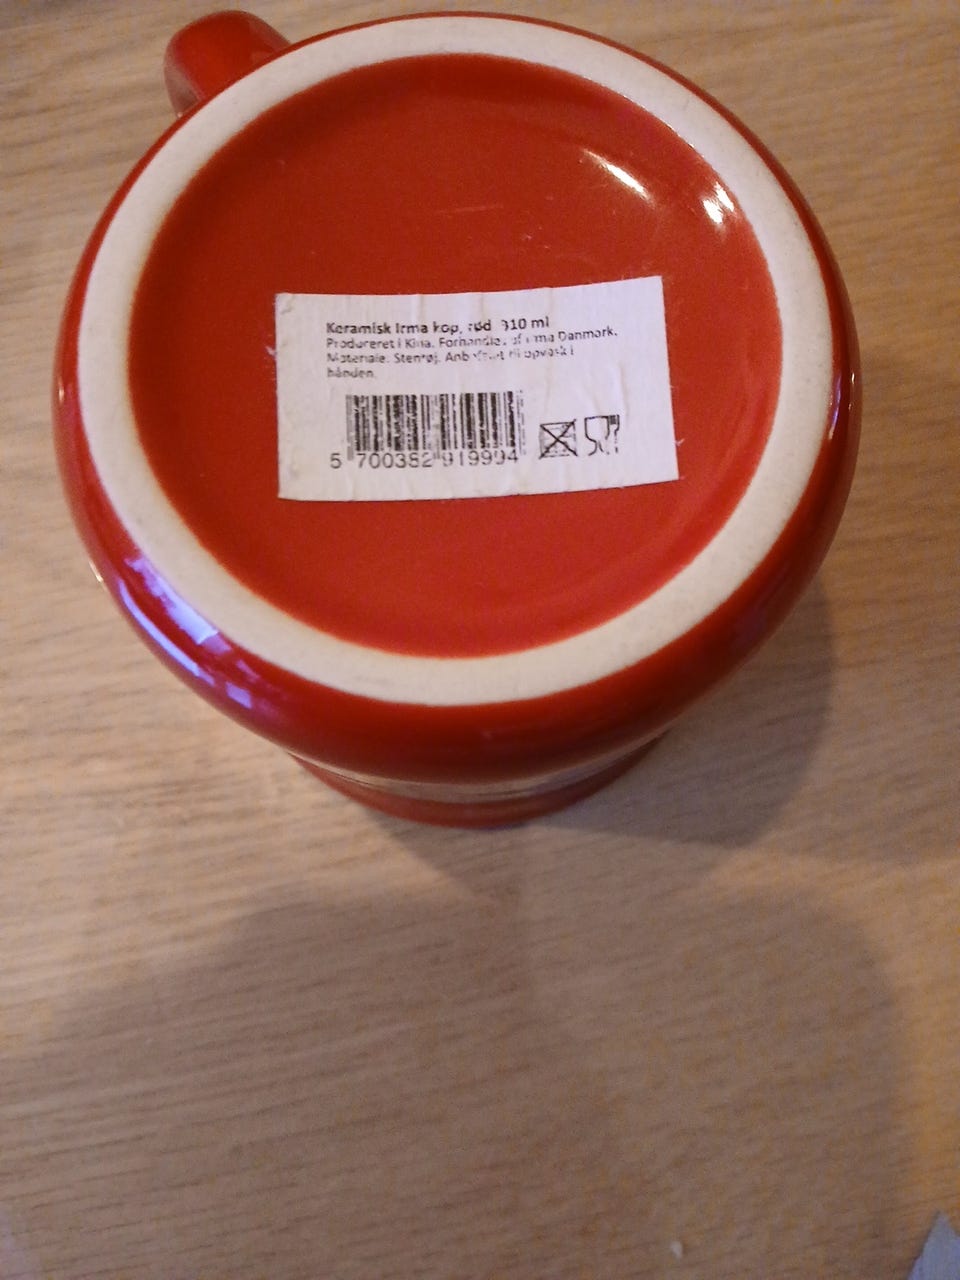 Keramisk Irma kop, rød 310 ml
Produceret i Kina. Forhandles af Irma Danmark.
Materiale: Stentøj. Anbefalet til opvask i
hånden.
5 700382 919994